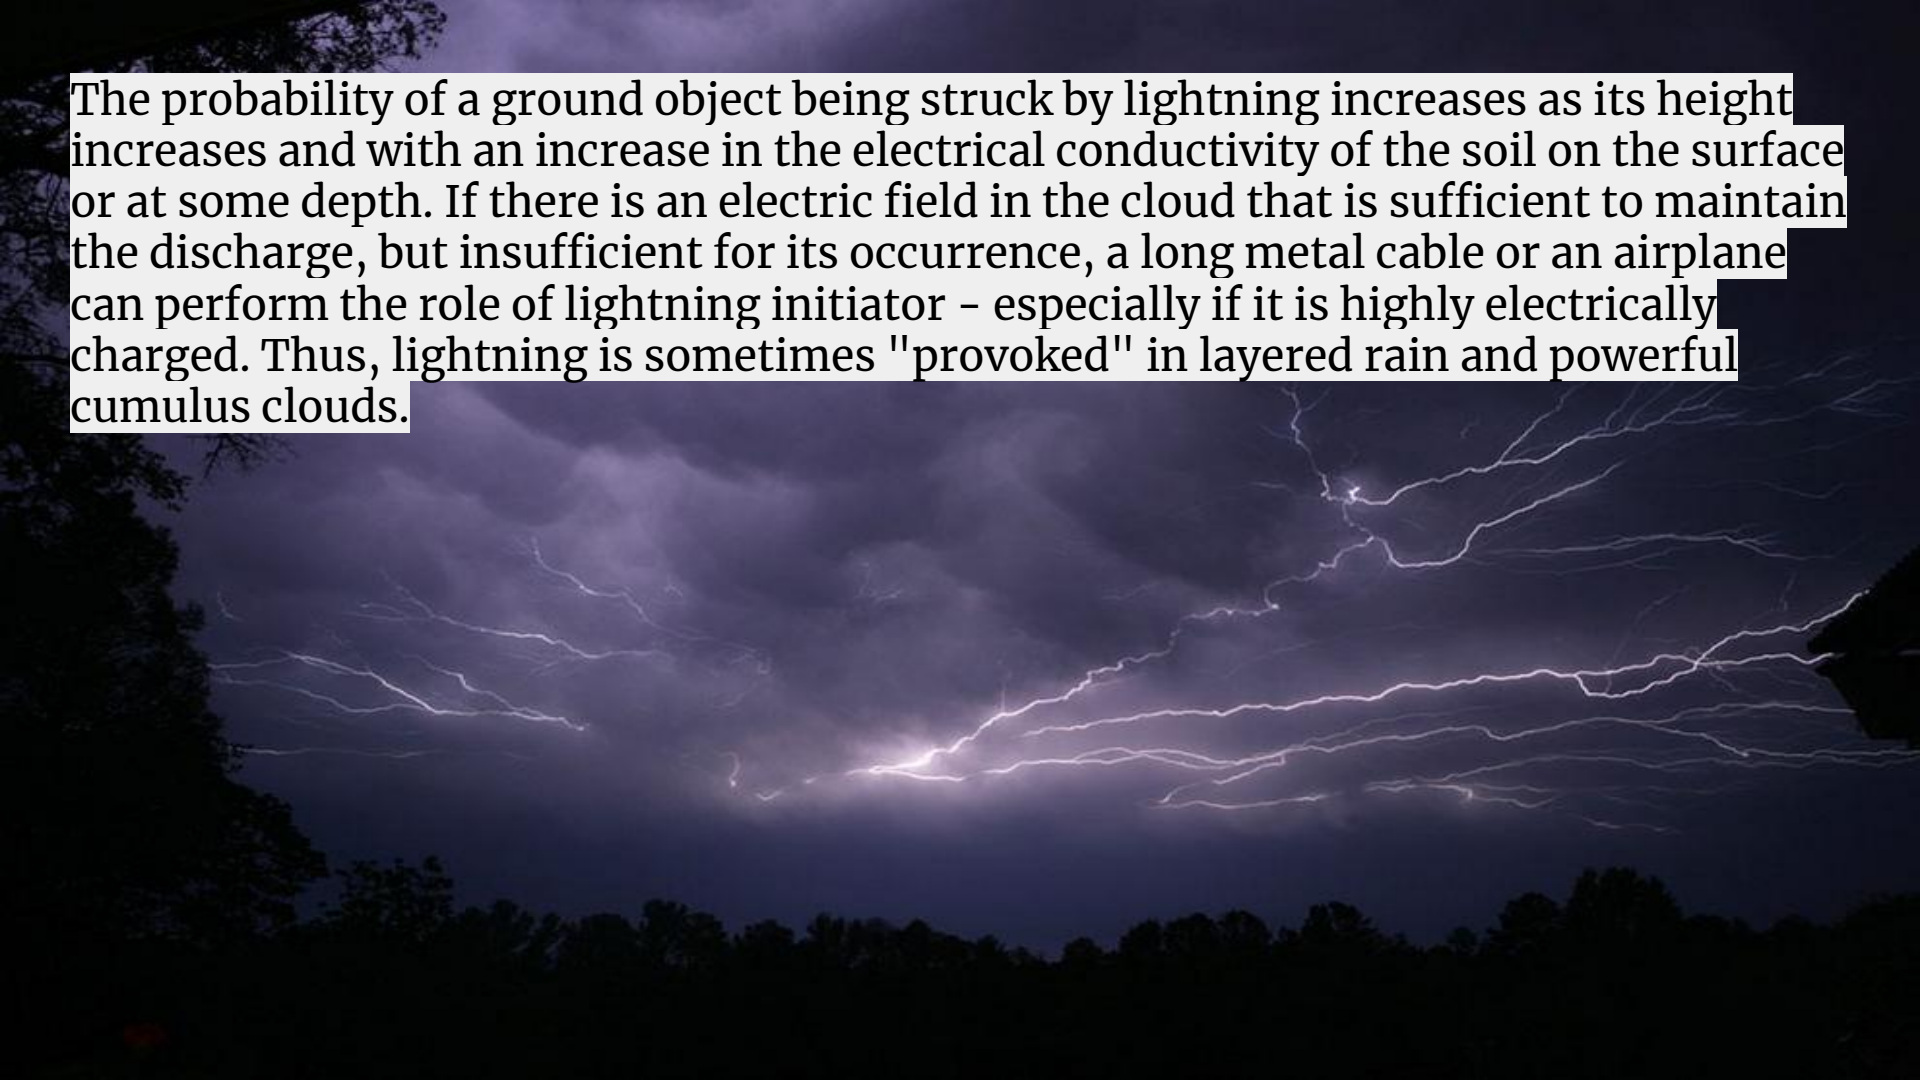 The probability of a ground object being struck by lightning increases as its height
increases and with an increase in the electrical conductivity of the soil on the surface
or at some depth. If there is an electric field in the cloud that is sufficient to maintain
the discharge, but insufficient for its occurrence, a long metal cable or an airplane
can perform the role of lightning initiator - especially if it is highly electrically
charged. Thus, lightning is sometimes "provoked" in layered rain and powerful
cumulus clouds.